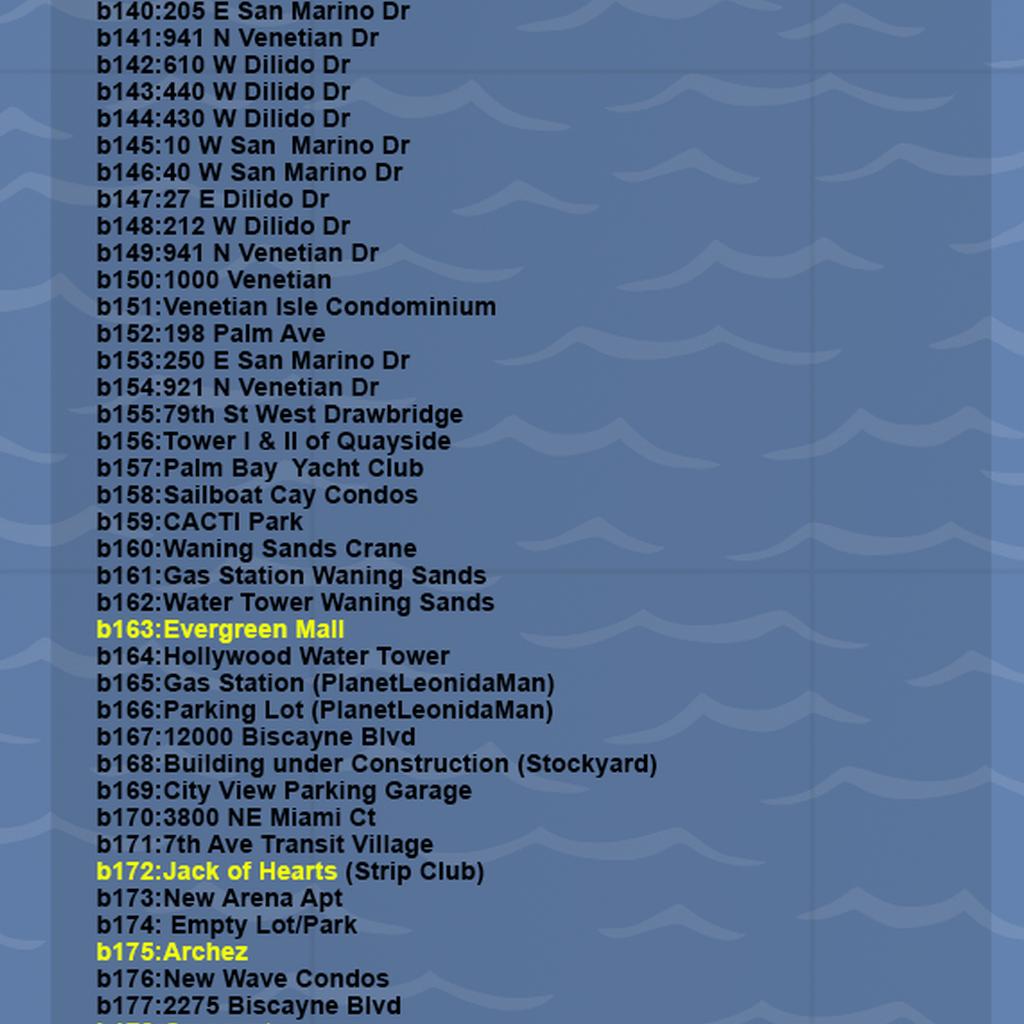 b140:205 E San Marino Dr
b141:941 N Venetian Dr
b142:610 W Dilido Dr
b143:440 W Dilido Dr
b144:430 W Dilido Dr
b145:10 W San  Marino Dr
b146:40 W San Marino Dr
b147:27 E Dilido Dr
b148:212 W Dilido Dr
b149:941 N Venetian Dr
b150:1000 Venetian
b151:Venetian Isle Condominium
b152:198 Palm Ave
b153:250 E San Marino Dr
b154:921 N Venetian Dr
b155:79th St West Drawbridge
b156:Tower I & II of Quayside
b157:Palm Bay  Yacht Club
b158:Sailboat Cay Condos
b159:CACTI Park
b160:Waning Sands Crane
b161:Gas Station Waning Sands
b162:Water Tower Waning Sands
b163:Evergreen Mall
b164:Hollywood Water Tower
b165:Gas Station (PlanetLeonidaMan)
b166:Parking Lot (PlanetLeonidaMan)
b167:12000 Biscayne Blvd
b168:Building under Construction (Stockyard)
b169:City View Parking Garage
b170:3800 NE Miami Ct
b171:7th Ave Transit Village
b172:Jack of Hearts (Strip Club)
b173:New Arena Apt
b174: Empty Lot/Park
b175:Archez
b176:New Wave Condos
b177:2275 Biscayne Blvd